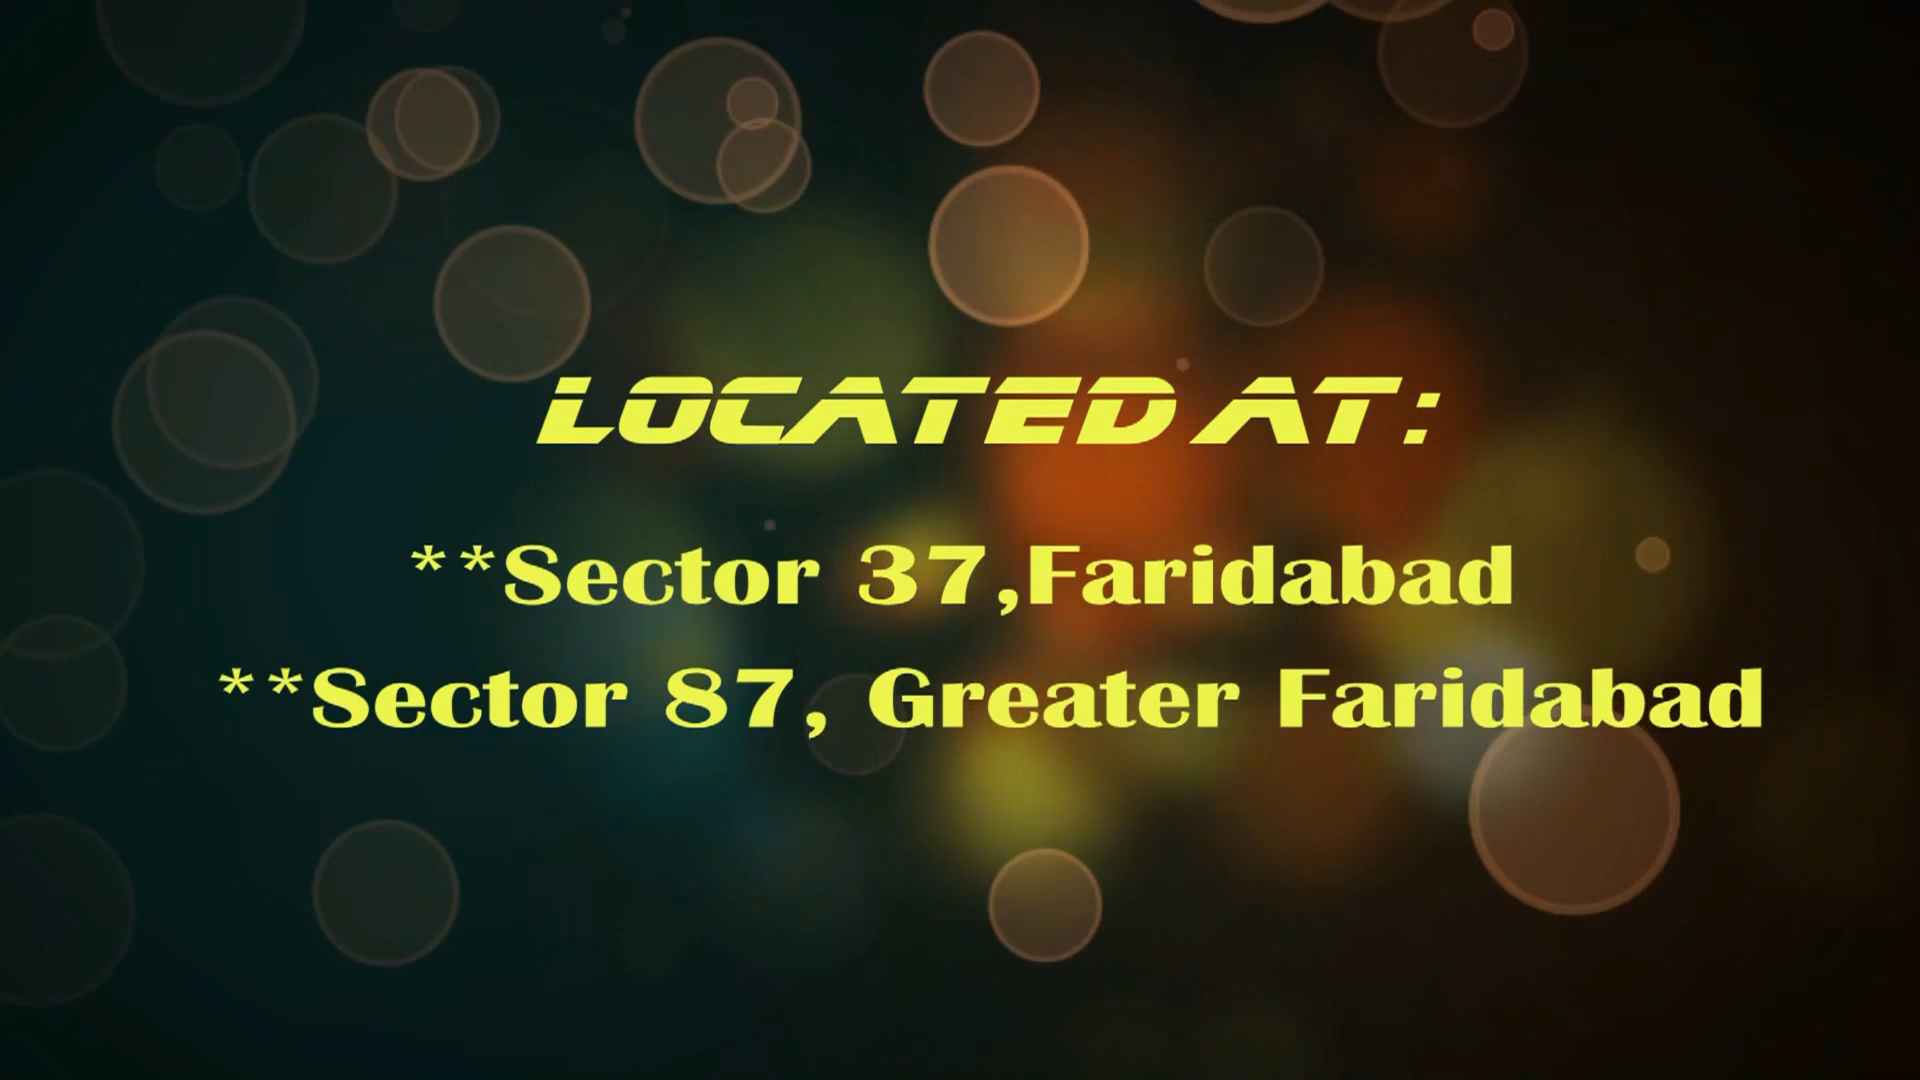 LOCATED AT:
**Sector 37,Faridabad
**Sector 87, Greater Faridabad